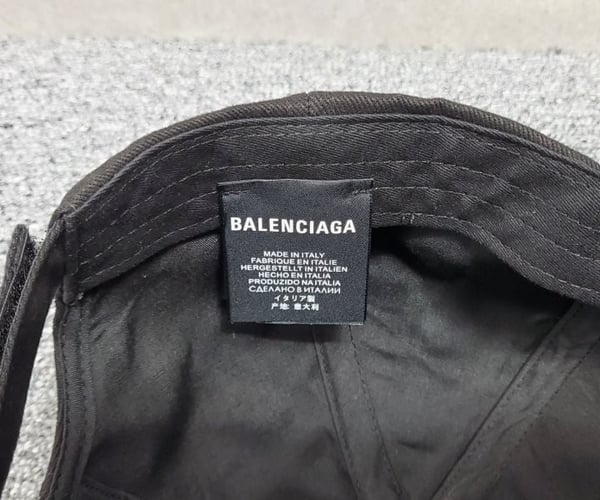 BALENCIAGA
MADE IN ITALY
FABRIQUE EN ITALIE
HERGESTELLT IN ITALIEN
HECHO EN ITALIA
PRODUZIDO NA ITALIA
СДЕЛАНО В ИТАЛИИ
イタリア製
产地: 意大利